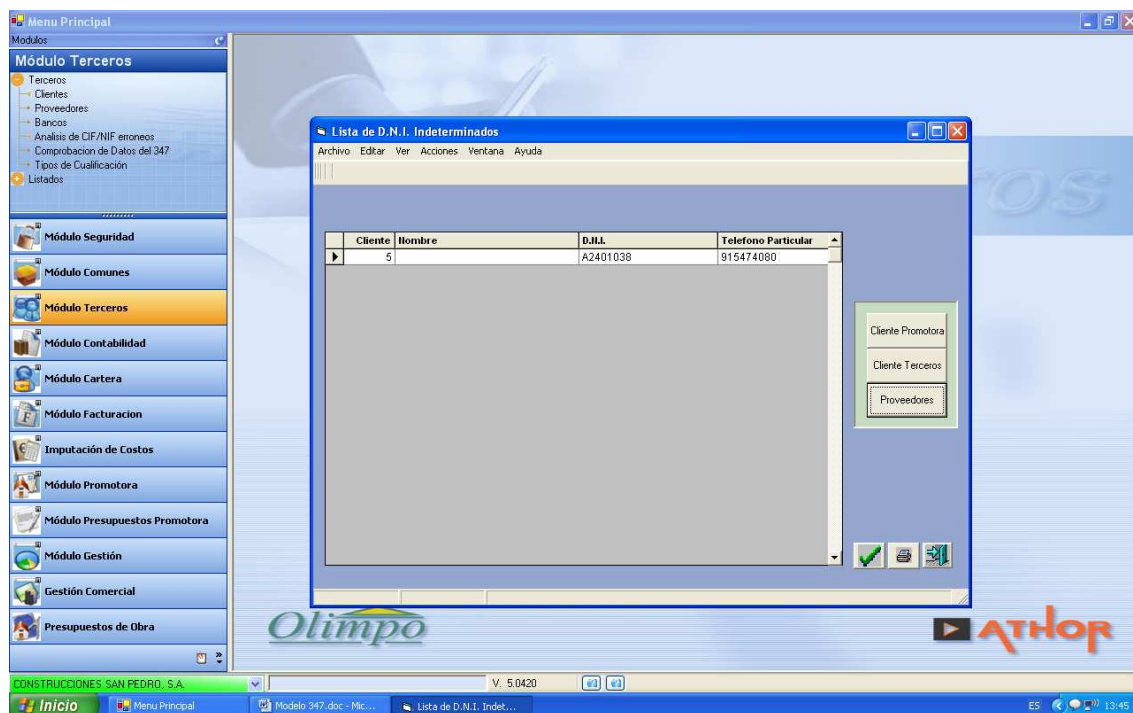 Menu Principal
Modulos
Módulo Terceros
Terceros
Clientes
Proveedores
Bancos
Analisis de CIF/NIF erroneos
Comprobacion de Datos del 347
Tipos de Cualificación
Listados
Módulo Seguridad
Módulo Comunes
Módulo Terceros
Módulo Contabilidad
Módulo Cartera
Módulo Facturacion
Imputación de Costos
Módulo Promotora
Módulo Presupuestos Promotora
Módulo Gestión
Gestión Comercial
Presupuestos de Obra
Lista de D.N.I. Indeterminados
Archivo Editar Ver Acciones Ventana Ayuda
Cliente Nombre D.N.I. Telefono Particular
5 A2401038 915474080
Cliente Promotora
Cliente Terceros
Proveedores
ros
Olimpo
ATHOR
CONSTRUCCIONES SAN PEDRO, S.A.
V. 5.0420
Inicio Menu Principal Modelo 347.doc - Mic... Lista de D.N.I. Indet... ES 13:45